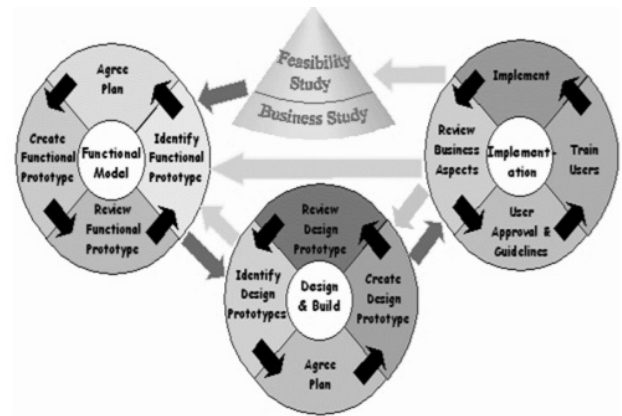 Feasibility
Study
Business Study
Agree
Plan
Create
Functional
Prototype
Functional
Model
Identify
Functional
Prototype
Review
Functional
Prototype
Implement
Review
Business
Aspects
Implement-
ation
Train
Users
User
Approval &
Guidelines
Review
Design
Prototype
Identify
Design
Prototypes
Design
& Build
Create
Design
Prototype
Agree
Plan